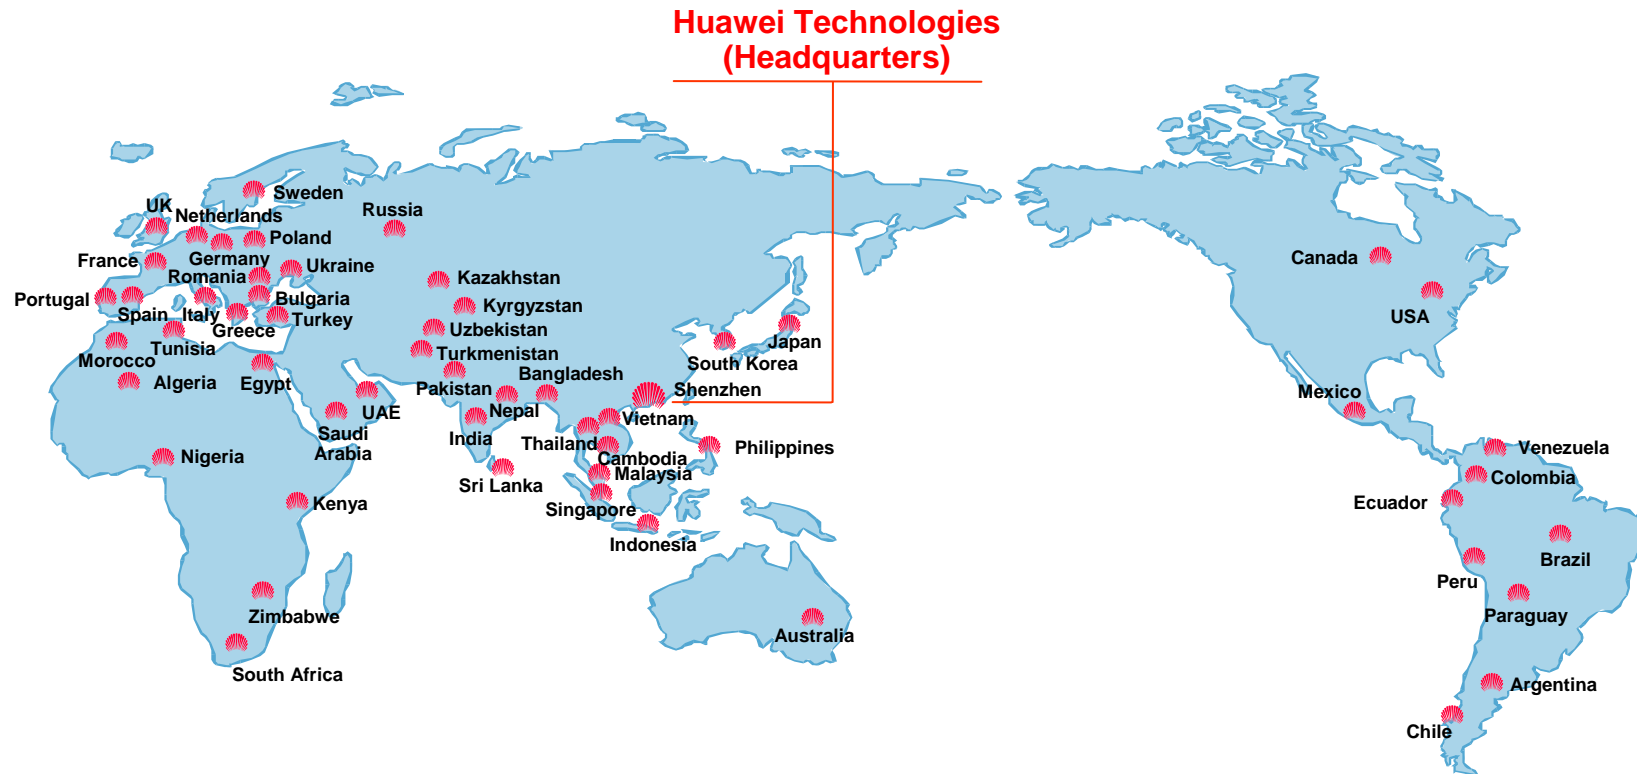 Huawei Technologies
(Headquarters)
Sweden
UK
Netherlands
Russia
Poland
France
Germany
Ukraine
Romania
Kazakhstan
Canada
Portugal
Bulgaria
Spain
Italy
Kyrgyzstan
USA
Greece
Turkey
Uzbekistan
Japan
Tunisia
Morocco
Turkmenistan
South Korea
Algeria
Egypt
Bangladesh
Pakistan
Shenzhen
Mexico
UAE
Nepal
Vietnam
Saudi
Arabia
India
Thailand
Philippines
Venezuela
Nigeria
Cambodia
Malaysia
Colombia
Sri Lanka
Kenya
Singapore
Ecuador
Indonesia
Brazil
Peru
Zimbabwe
Paraguay
Australia
South Africa
Argentina
Chile